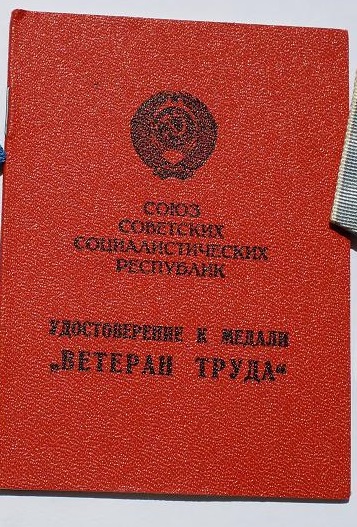 СОЮЗ
СОВЕТСКИХ
СОЦИАЛИСТИЧЕСКИХ
РЕСПУБЛИК
УДОСТОВЕРЕНИЕ К МЕДАЛИ
„ВЕТЕРАН ТРУДА“